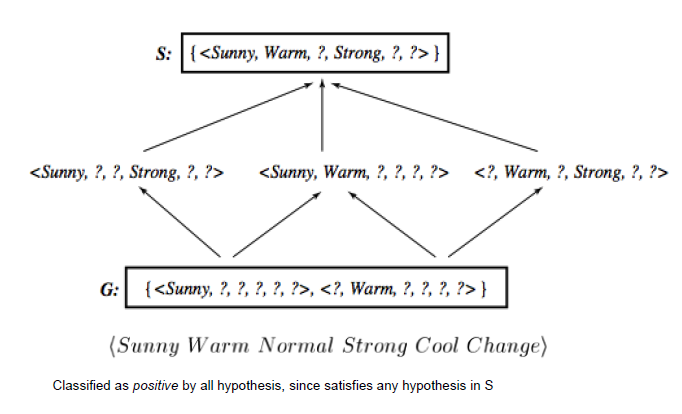 S: {<Sunny, Warm, ?, Strong, ?, ?>}
<Sunny, ?, ?, Strong, ?, ?> <Sunny, Warm, ?, ?, ?, ?> <?, Warm, ?, Strong, ?, ?>
G: {<Sunny, ?, ?, ?, ?, ?>, <?, Warm, ?, ?, ?, ?>}
⟨Sunny Warm Normal Strong Cool Change⟩
Classified as positive by all hypothesis, since satisfies any hypothesis in S